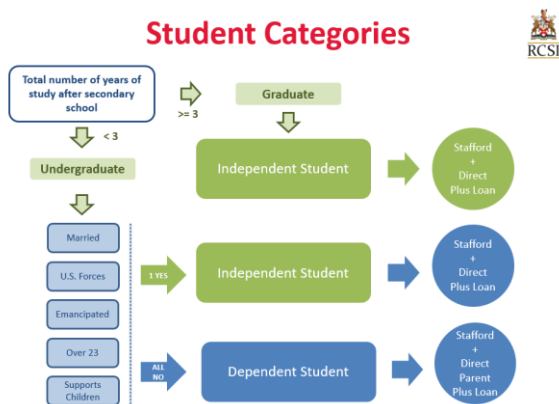 Student Categories
RCSI
Total number of years of
study after secondary
school
>= 3
Graduate
< 3
Undergraduate
Independent Student
Stafford
+
Direct
Plus Loan
Married
U.S. Forces
Emancipated
Over 23
Supports
Children
1 YES
Independent Student
Stafford
+
Direct
Plus Loan
ALL
NO
Dependent Student
Stafford
+
Direct
Parent
Plus Loan